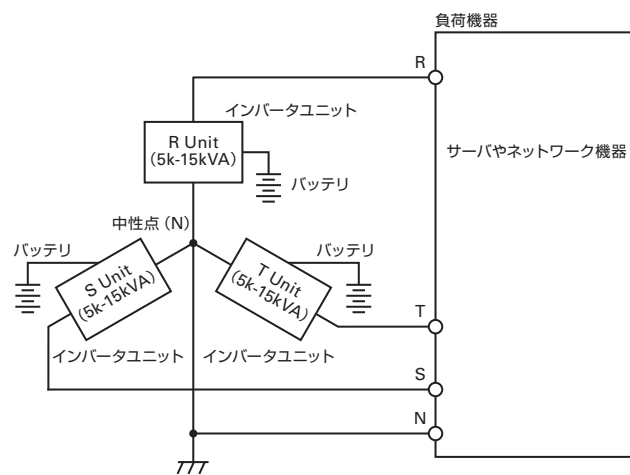 負荷機器
R
インバータユニット
R Unit
(5k-15kVA)
サーバやネットワーク機器
バッテリ
中性点（N）
バッテリ
バッテリ
S Unit
(5k-15kVA)
T Unit
(5k-15kVA)
T
インバータユニット
インバータユニット
S
N